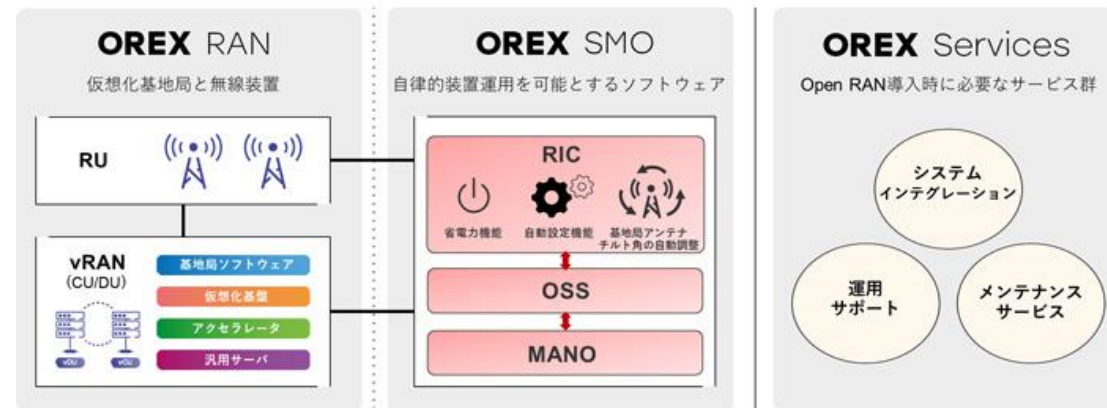 OREX RAN
仮想化基地局と無線装置
RU
vRAN
(CU/DU)
vDU
vCU
基地局ソフトウェア
仮想化基盤
アクセラレータ
汎用サーバ
OREX SMO
自律的装置運用を可能とするソフトウェア
RIC
省電力機能
自動設定機能
基地局アンテナ
チルト角の自動調整
OSS
MANO
OREX Services
Open RAN導入時に必要なサービス群
システム
インテグレーション
運用
サポート
メンテナンス
サービス